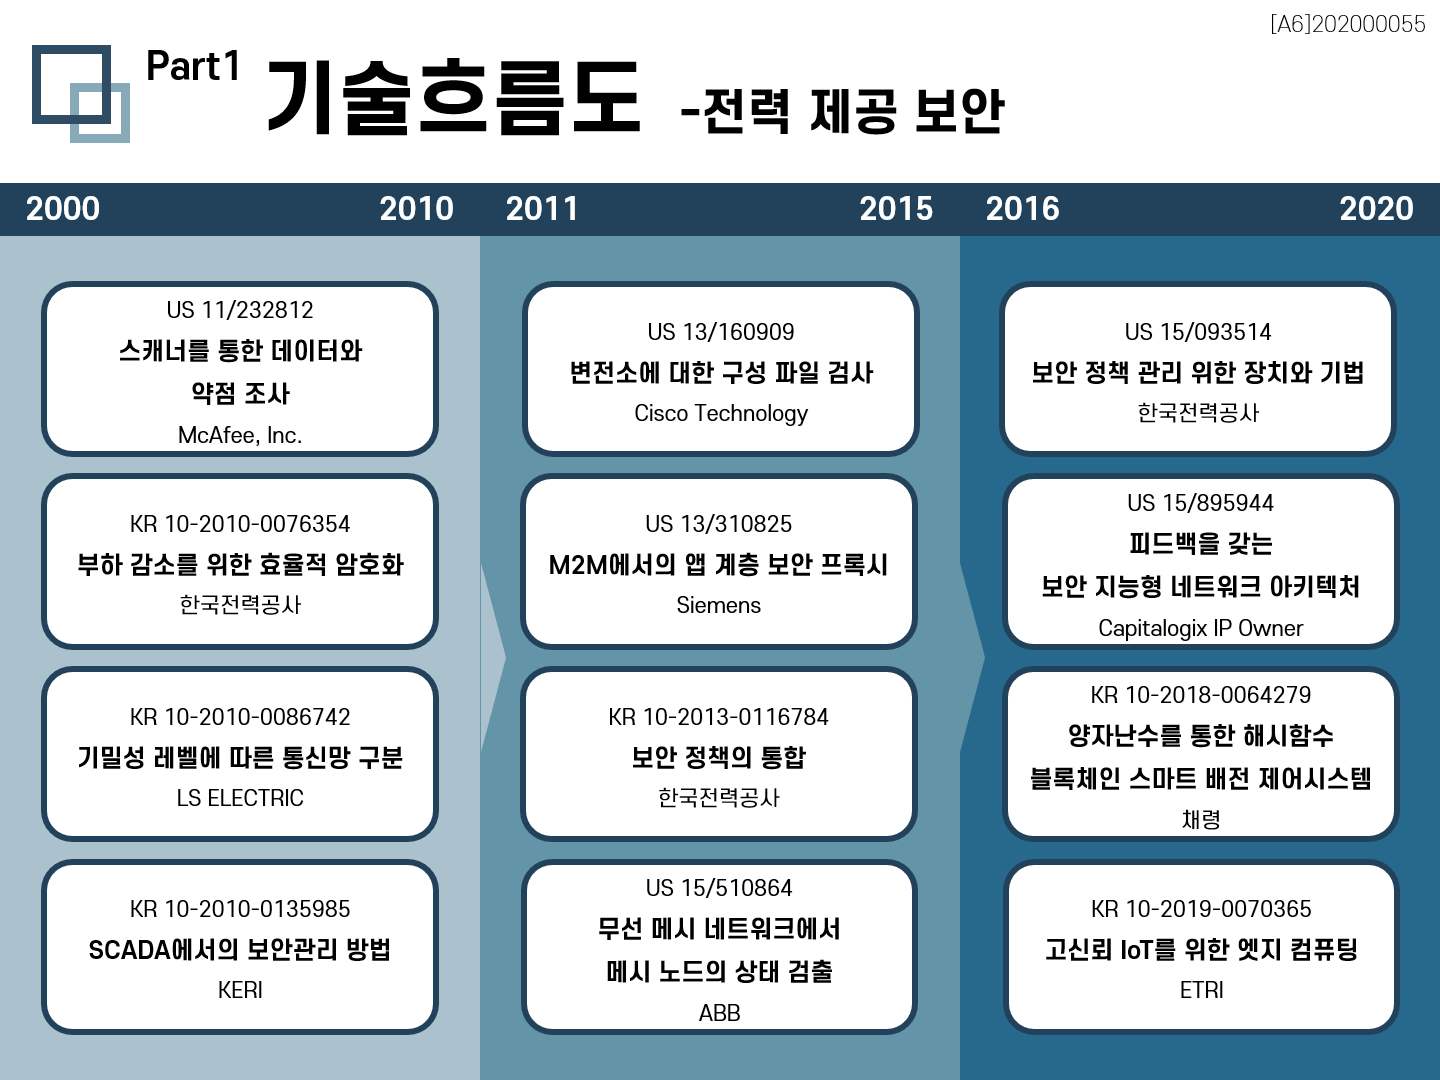 [A6]202000055
Part1 기술흐름도 -전력 제공 보안
2000 2010 2011 2015 2016 2020
US 11/232812
스캐너를 통한 데이터와
약점 조사
McAfee, Inc.
KR 10-2010-0076354
부하 감소를 위한 효율적 암호화
한국전력공사
KR 10-2010-0086742
기밀성 레벨에 따른 통신망 구분
LS ELECTRIC
KR 10-2010-0135985
SCADA에서의 보안관리 방법
KERI
US 13/160909
변전소에 대한 구성 파일 검사
Cisco Technology
US 13/310825
M2M에서의 앱 계층 보안 프록시
Siemens
KR 10-2013-0116784
보안 정책의 통합
한국전력공사
US 15/510864
무선 메시 네트워크에서
메시 노드의 상태 검출
ABB
US 15/093514
보안 정책 관리 위한 장치와 기법
한국전력공사
US 15/895944
피드백을 갖는
보안 지능형 네트워크 아키텍처
Capitalogix IP Owner
KR 10-2018-0064279
양자난수를 통한 해시함수
블록체인 스마트 배전 제어시스템
채령
KR 10-2019-0070365
고신뢰 IoT를 위한 엣지 컴퓨팅
ETRI